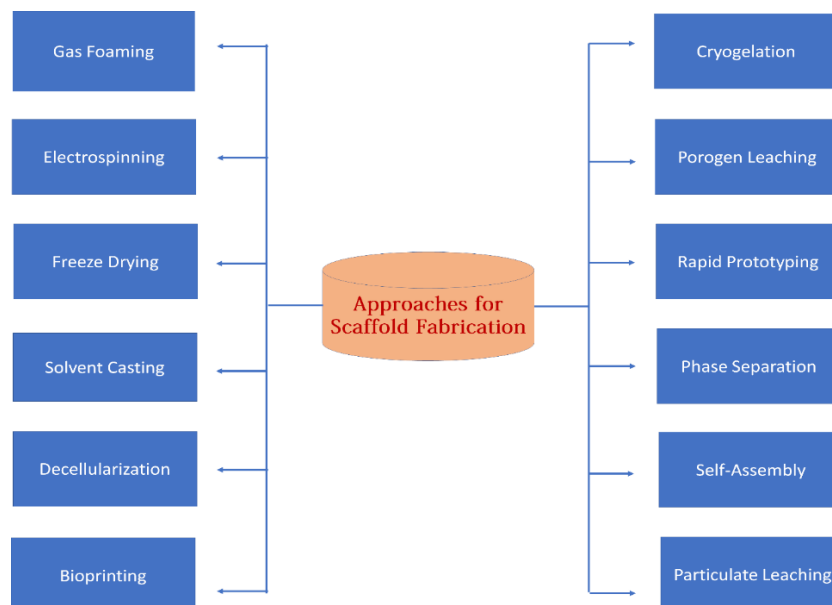 Gas Foaming
Electrospinning
Freeze Drying
Solvent Casting
Decellularization
Bioprinting
Approaches for
Scaffold Fabrication
Cryogelation
Porogen Leaching
Rapid Prototyping
Phase Separation
Self-Assembly
Particulate Leaching